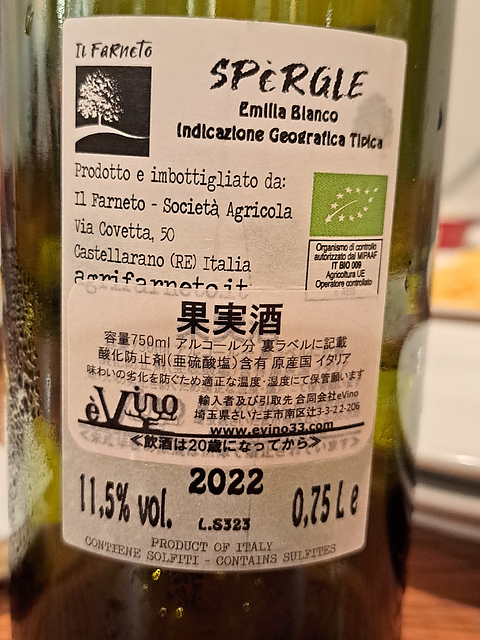 Il Farneto
SPèRGLE
Emilia Bianco
Indicazione Geografica Tipica
Prodotto e imbottigliato da:
Il Farneto - Società Agricola
Via Covetta, 50
Castellarano (RE) Italia
agrifarneto.it
Organismo di controllo
autorizzato dal MIPAAF
IT BIO 009
Agricoltura UE
Operatore controllato
果実酒
容量750ml アルコール分 裏ラベルに記載
酸化防止剤(亜硫酸塩)含有 原産国 イタリア
味わいの劣化を防ぐため適正な温度・湿度にて保管願います
èVino
輸入者及び引取先 合同会社eVino
埼玉県さいたま市南区辻3-33-22-206
www.evino33.com
≪飲酒は20歳になってから≫
2022
11,5% vol.
L.S323
0,75 L e
PRODUCT OF ITALY
CONTIENE SOLFITI - CONTAINS SULFITES